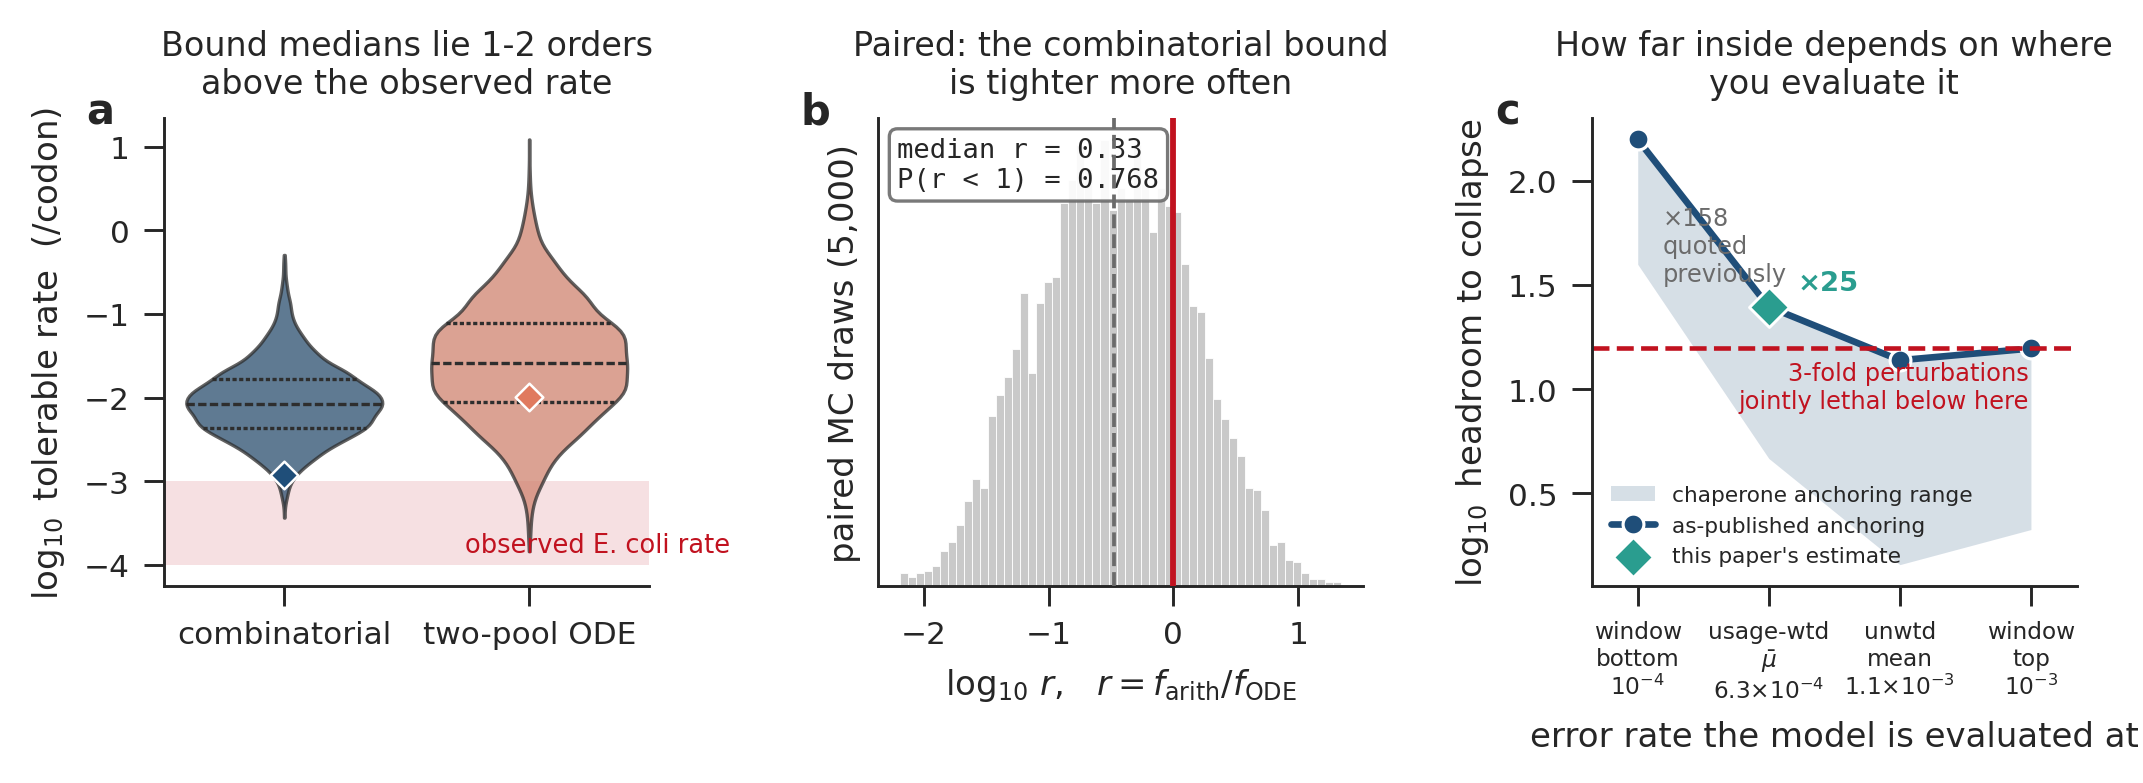 Bound medians lie 1-2 orders
above the observed rate
a
log10 tolerable rate (/codon)
1
0
−1
−2
−3
−4
observed E. coli rate
combinatorial
two-pool ODE
Paired: the combinatorial bound
is tighter more often
b
paired MC draws (5,000)
median r = 0.33
P(r < 1) = 0.768
−2
−1
0
1
log10 r, r = f_arith/f_ODE
How far inside depends on where
you evaluate it
c
log10 headroom to collapse
2.0
1.5
1.0
0.5
×158
quoted
previously
×25
3-fold perturbations
jointly lethal below here
chaperone anchoring range
as-published anchoring
this paper's estimate
window
bottom
10⁻⁴
usage-wtd
μ̄
6.3×10⁻⁴
unwtd
mean
1.1×10⁻³
window
top
10⁻³
error rate the model is evaluated at